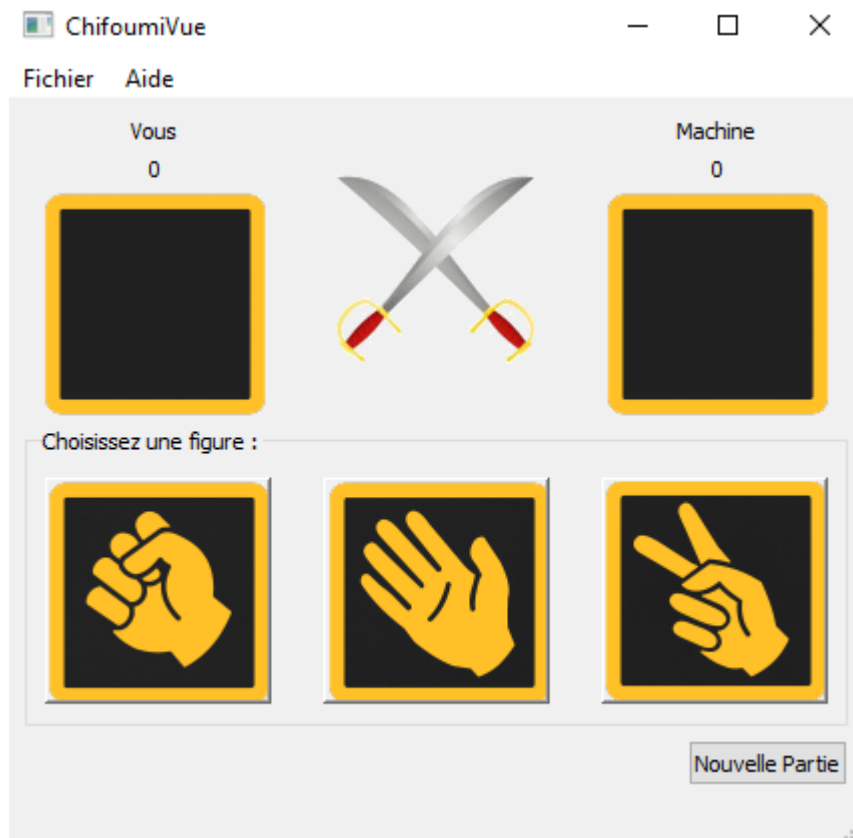 ChifoumiVue
Fichier Aide
Vous
Machine
0
0
Choisissez une figure :
Nouvelle Partie